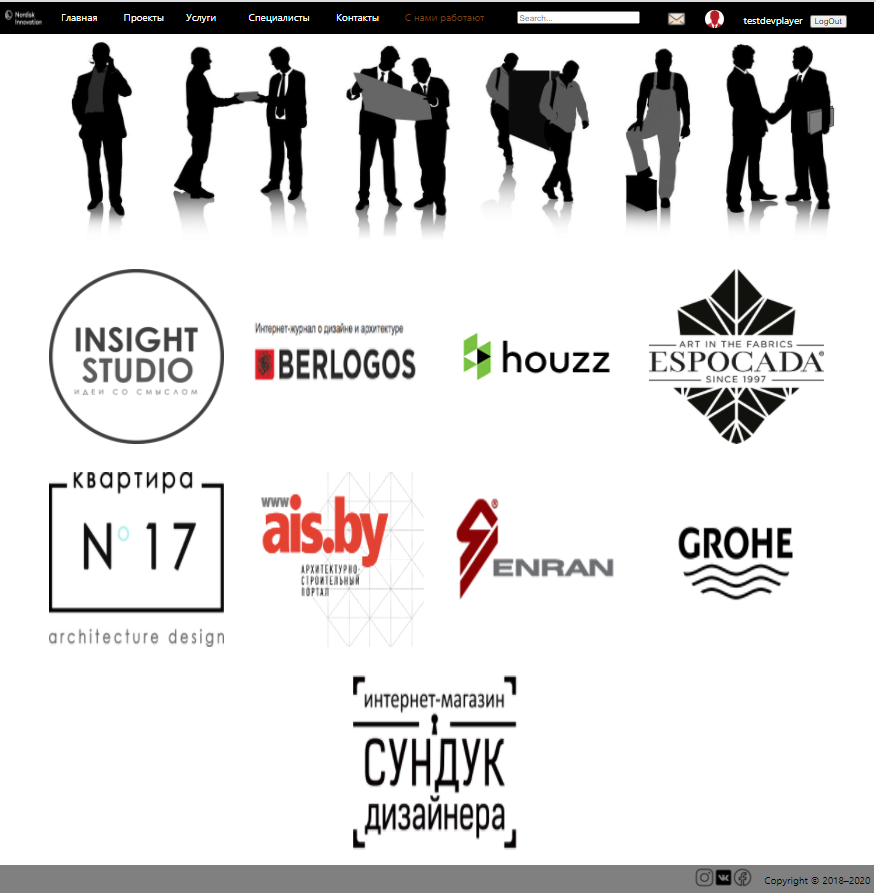 Nordisk
Innovation
Главная
Проекты
Услуги
Специалисты
Контакты
С нами работают
Search...
testdevplayer
LogOut
INSIGHT
STUDIO
ИДЕИ СО СМЫСЛОМ
Интернет-журнал о дизайне и архитектуре
BERLOGOS
houzz
ART IN THE FABRICS
ESPOCADA®
SINCE 1997
квартира
N° 17
architecture design
www
ais.by
АРХИТЕКТУРНО-
СТРОИТЕЛЬНЫЙ
ПОРТАЛ
®
ENRAN
GROHE
интернет-магазин
СУНДУК
дизайнера
Copyright © 2018–2020